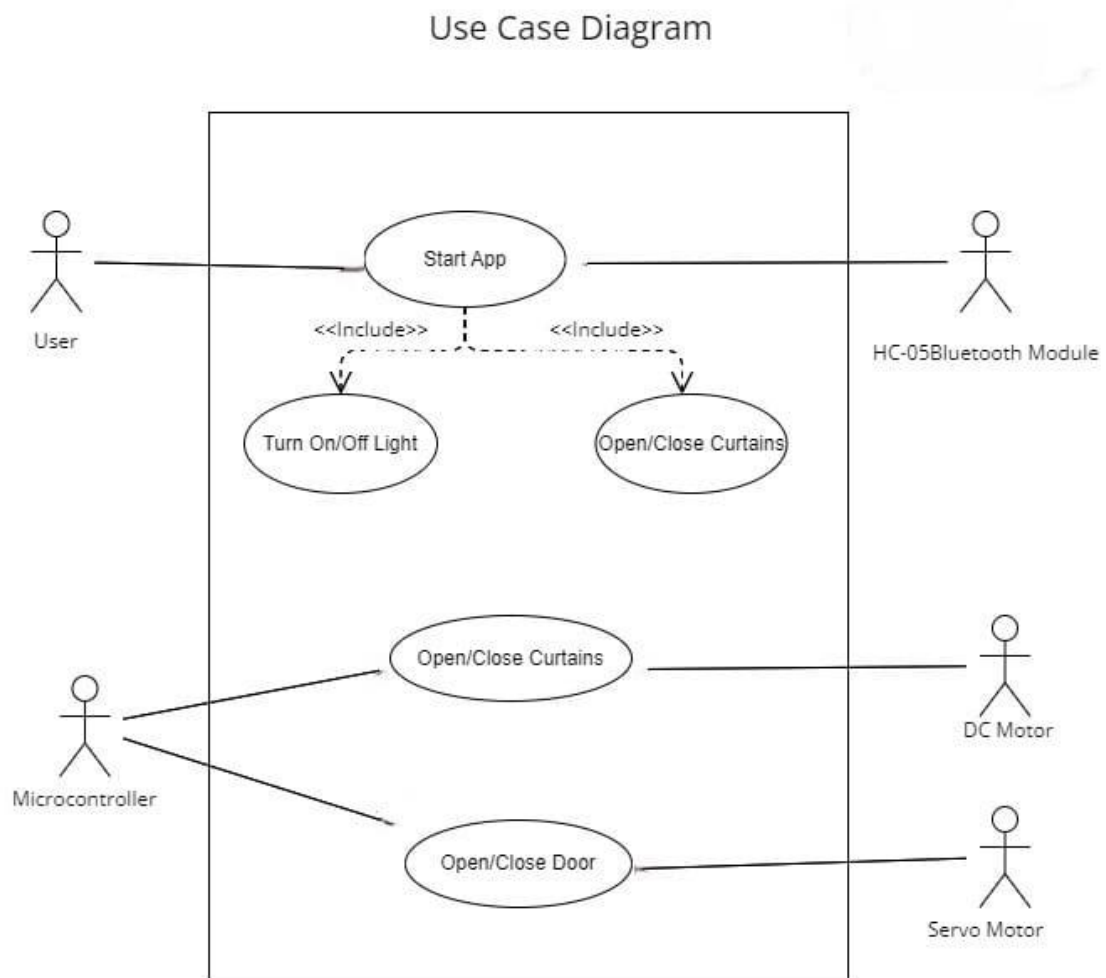 Use Case Diagram
Start App
User
<<Include>>
<<Include>>
HC-05Bluetooth Module
Turn On/Off Light
Open/Close Curtains
Open/Close Curtains
DC Motor
Microcontroller
Open/Close Door
Servo Motor